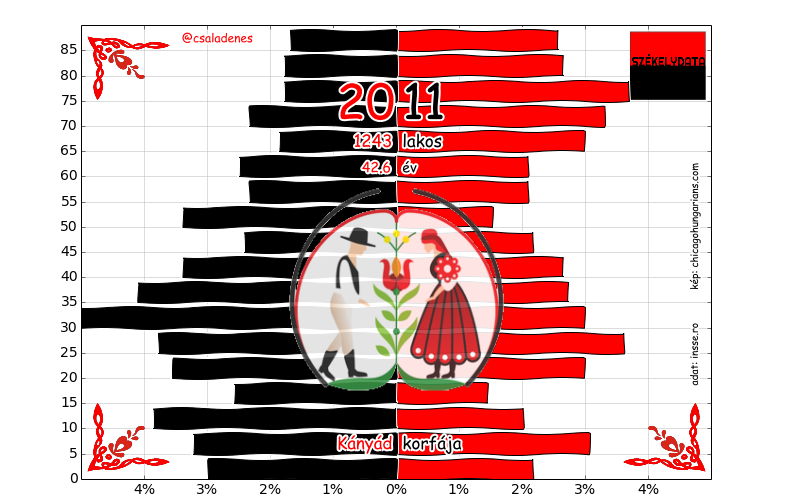 @csaladenes
SZÉKELYDATA
2011
1243 lakos
42.6 év
kép: chicagohungarians.com
adat: insse.ro
Kányád korfája
85
80
75
70
65
60
55
50
45
40
35
30
25
20
15
10
5
0
4% 3% 2% 1% 0% 1% 2% 3% 4%